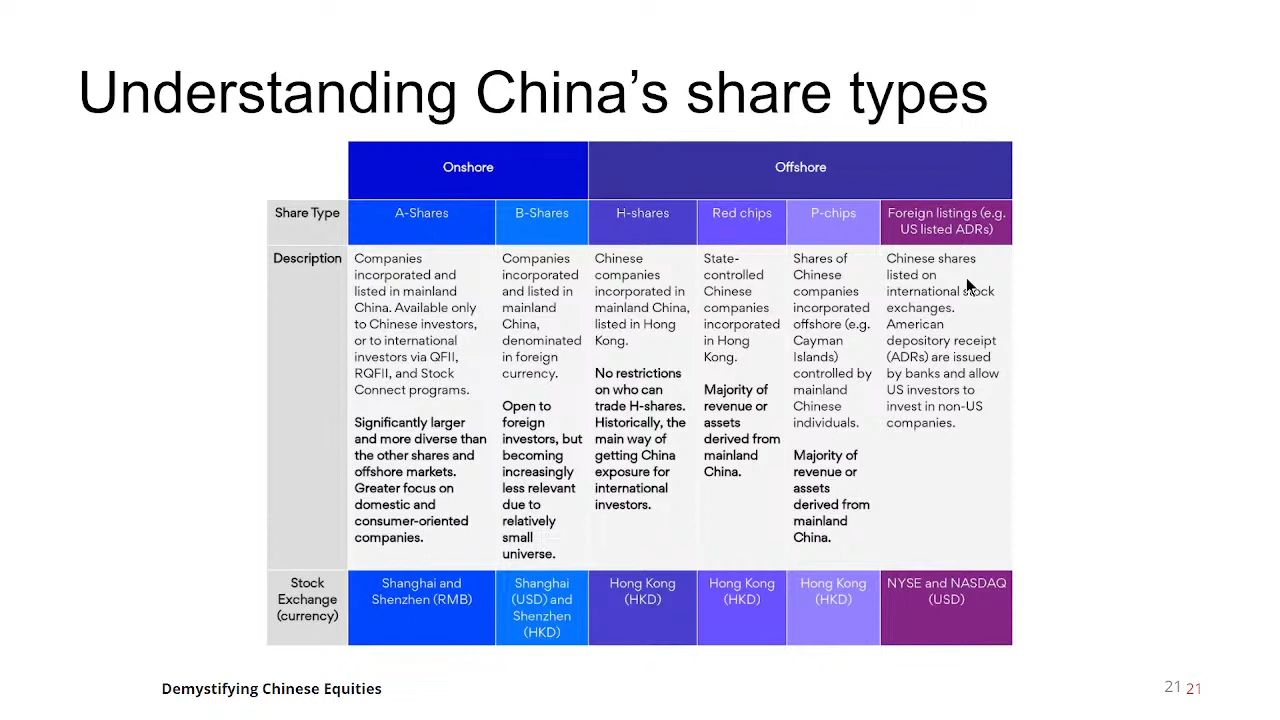 Understanding China’s share types
Onshore
Offshore
Share Type
A-Shares
B-Shares
H-shares
Red chips
P-chips
Foreign listings (e.g.
US listed ADRs)
Description
Companies
incorporated and
listed in mainland
China. Available only
to Chinese investors,
or to international
investors via QFII,
RQFII, and Stock
Connect programs.
Significantly larger
and more diverse than
the other shares and
offshore markets.
Greater focus on
domestic and
consumer-oriented
companies.
Companies
incorporated
and listed in
mainland
China,
denominated
in foreign
currency.
Open to
foreign
investors, but
becoming
increasingly
less relevant
due to
relatively
small
universe.
Chinese
companies
incorporated in
mainland China,
listed in Hong
Kong.
No restrictions
on who can
trade H-shares.
Historically, the
main way of
getting China
exposure for
international
investors.
State-
controlled
Chinese
companies
incorporated
in Hong
Kong.
Majority of
revenue or
assets
derived from
mainland
China.
Shares of
Chinese
companies
incorporated
offshore (e.g.
Cayman
Islands)
controlled by
mainland
Chinese
individuals.
Majority of
revenue or
assets
derived from
mainland
China.
Chinese shares
listed on
international stock
exchanges.
American
depository receipt
(ADRs) are issued
by banks and allow
US investors to
invest in non-US
companies.
Stock
Exchange
(currency)
Shanghai and
Shenzhen (RMB)
Shanghai
(USD) and
Shenzhen
(HKD)
Hong Kong
(HKD)
Hong Kong
(HKD)
Hong Kong
(HKD)
NYSE and NASDAQ
(USD)
Demystifying Chinese Equities
21 21